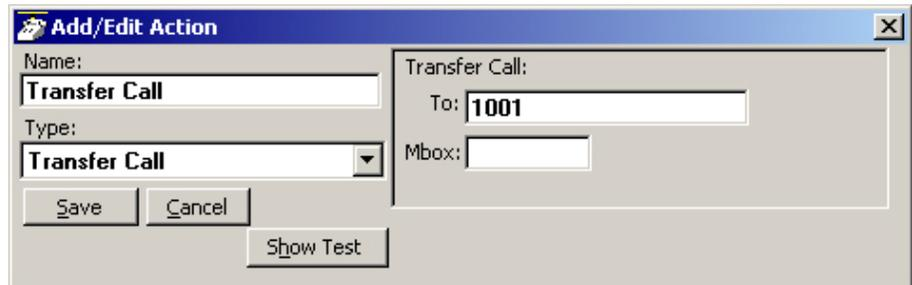 Add/Edit Action
Name:
Transfer Call
Type:
Transfer Call
Save Cancel
Show Test
Transfer Call:
To: 1001
Mbox: